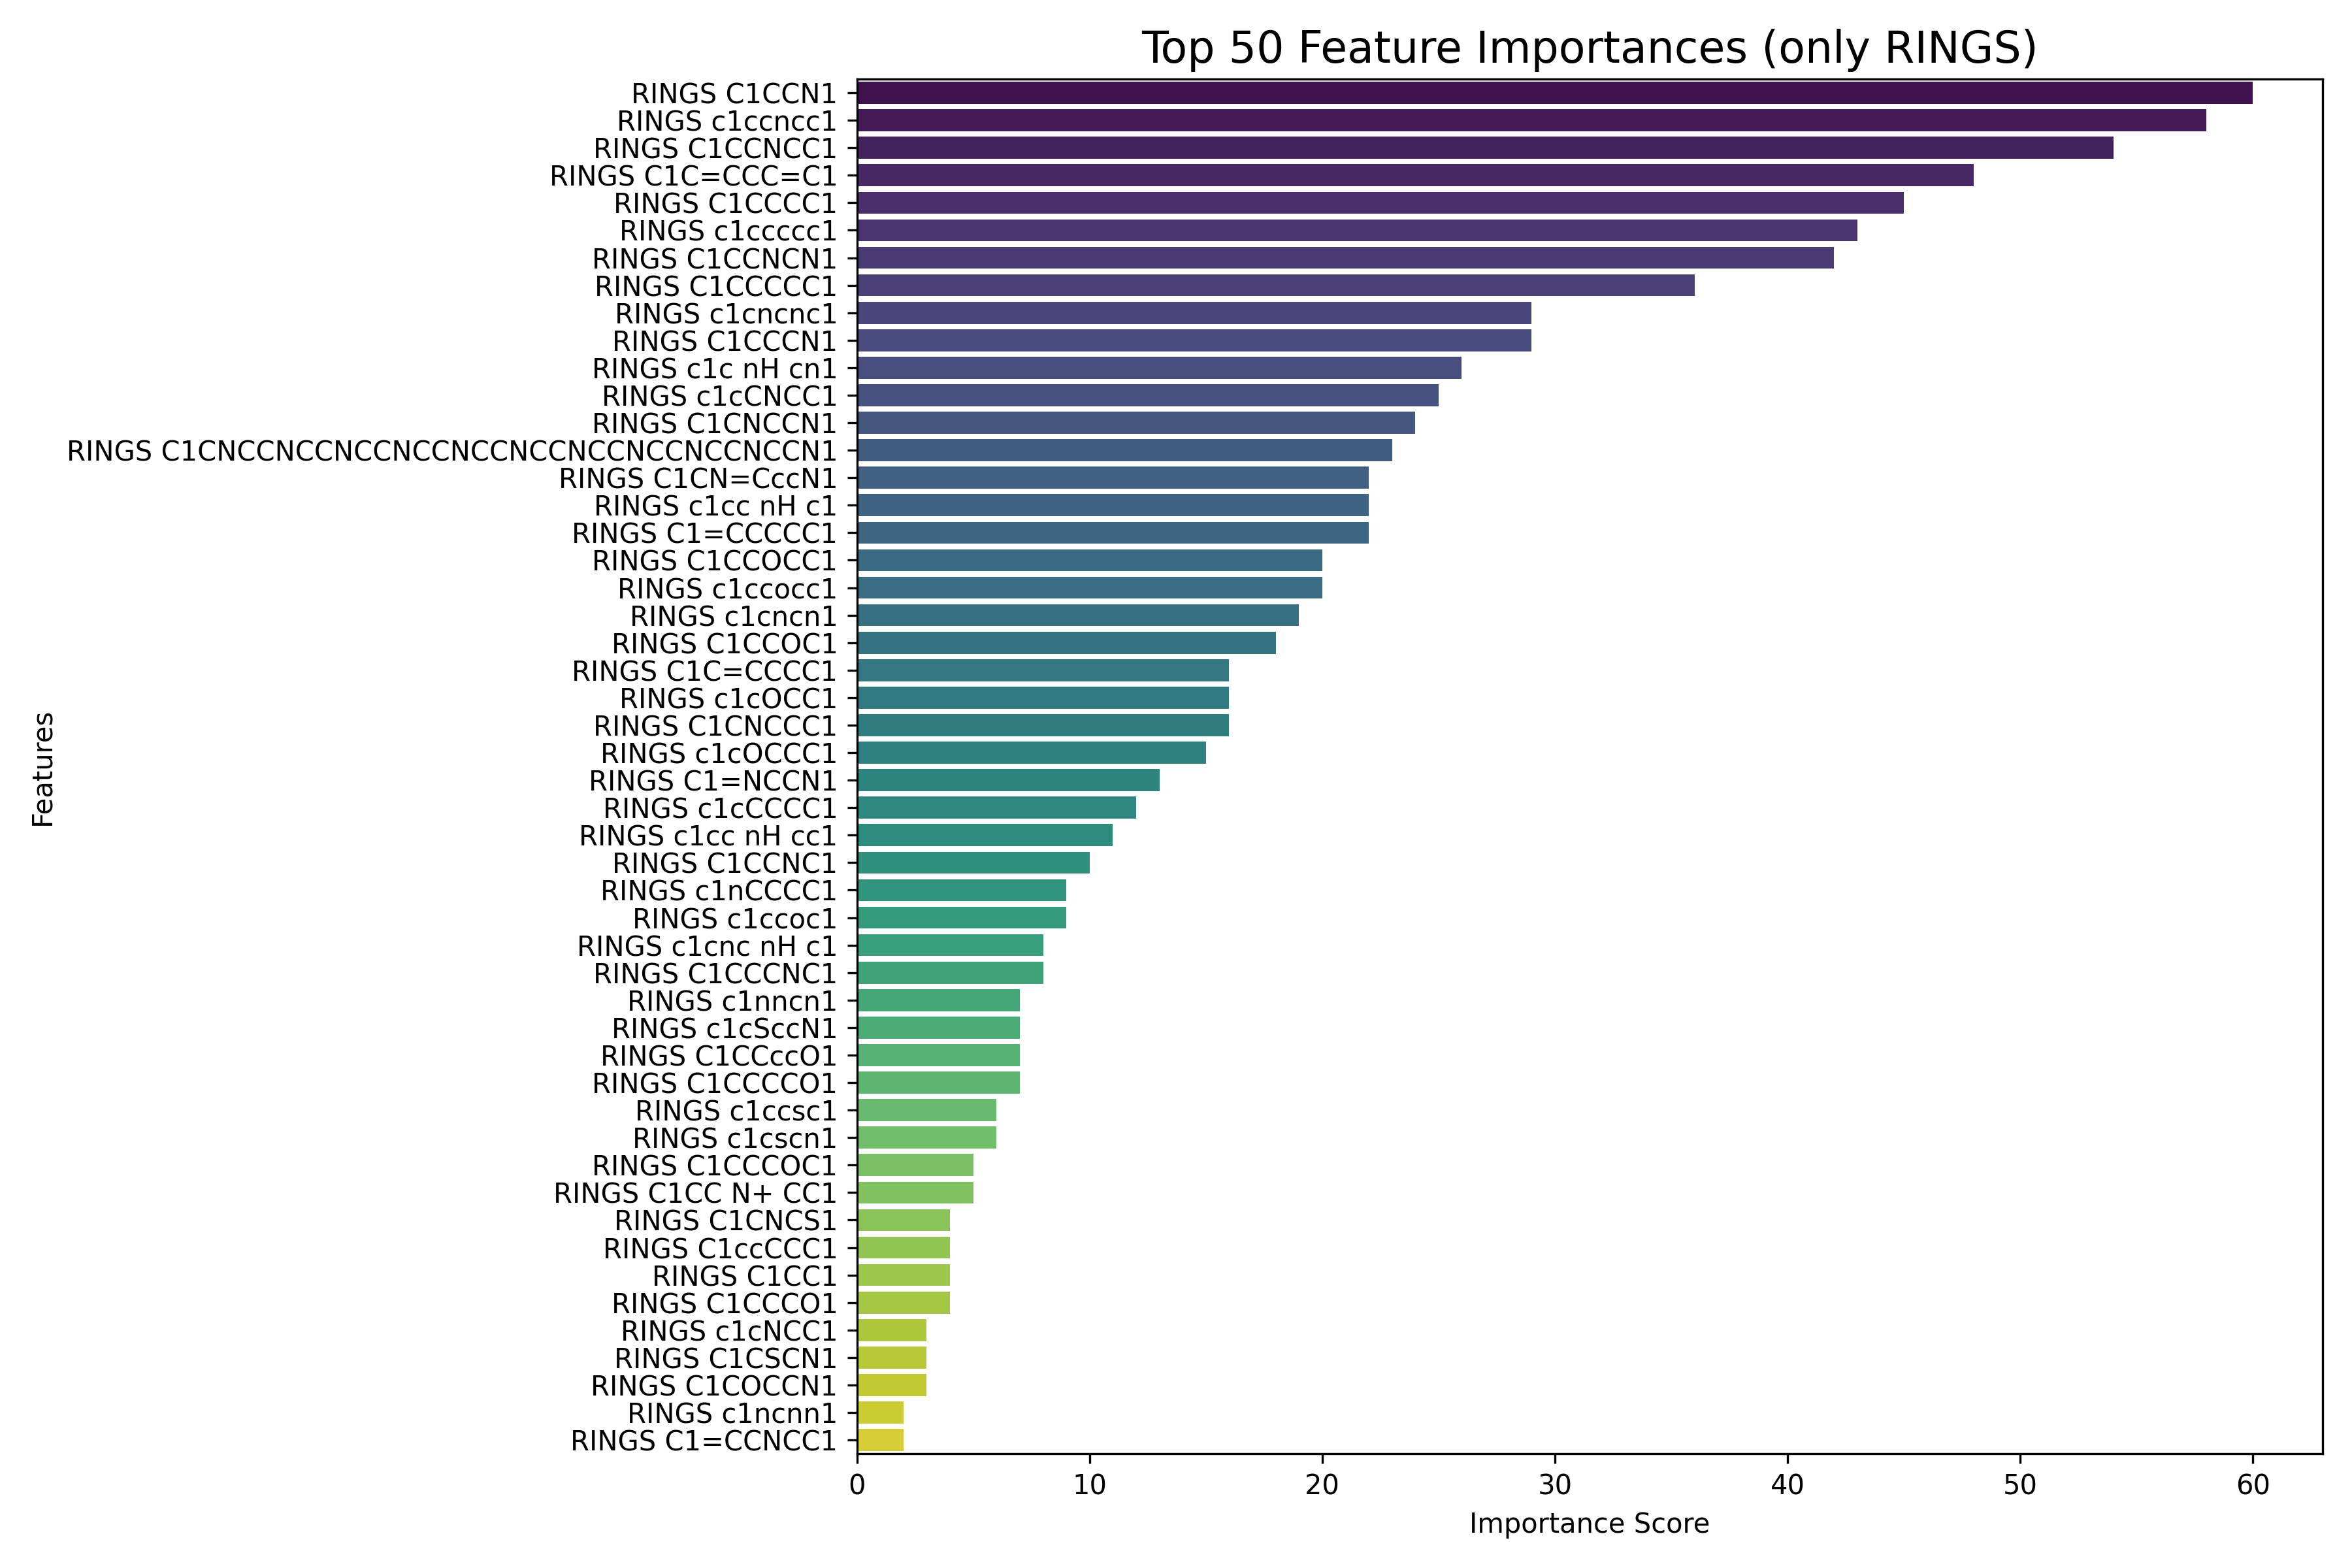 Top 50 Feature Importances (only RINGS)
RINGS C1CCN1
RINGS c1ccncc1
RINGS C1CCNCC1
RINGS C1C=CCC=C1
RINGS C1CCCC1
RINGS c1ccccc1
RINGS C1CCNCN1
RINGS C1CCCCC1
RINGS c1cncnc1
RINGS C1CCCN1
RINGS c1c nH cn1
RINGS c1cCNCC1
RINGS C1CNCCN1
RINGS C1CNCCNCCNCCNCCNCCNCCNCCNCCNCCNCCN1
RINGS C1CN=CccN1
RINGS c1cc nH c1
RINGS C1=CCCCC1
RINGS C1CCOCC1
RINGS c1ccocc1
RINGS c1cncn1
RINGS C1CCOC1
RINGS C1C=CCCC1
RINGS c1cOCC1
RINGS C1CNCCC1
RINGS c1cOCCC1
RINGS C1=NCCN1
RINGS c1cCCCC1
RINGS c1cc nH cc1
RINGS C1CCNC1
RINGS c1nCCCC1
RINGS c1ccoc1
RINGS c1cnc nH c1
RINGS C1CCCNC1
RINGS c1nncn1
RINGS c1cSccN1
RINGS C1CCccO1
RINGS C1CCCCO1
RINGS c1ccsc1
RINGS c1cscn1
RINGS C1CCCOC1
RINGS C1CC N+ CC1
RINGS C1CNCS1
RINGS C1ccCCC1
RINGS C1CC1
RINGS C1CCCO1
RINGS c1cNCC1
RINGS C1CSCN1
RINGS C1COCCN1
RINGS c1ncnn1
RINGS C1=CCNCC1
Features
0 10 20 30 40 50 60
Importance Score